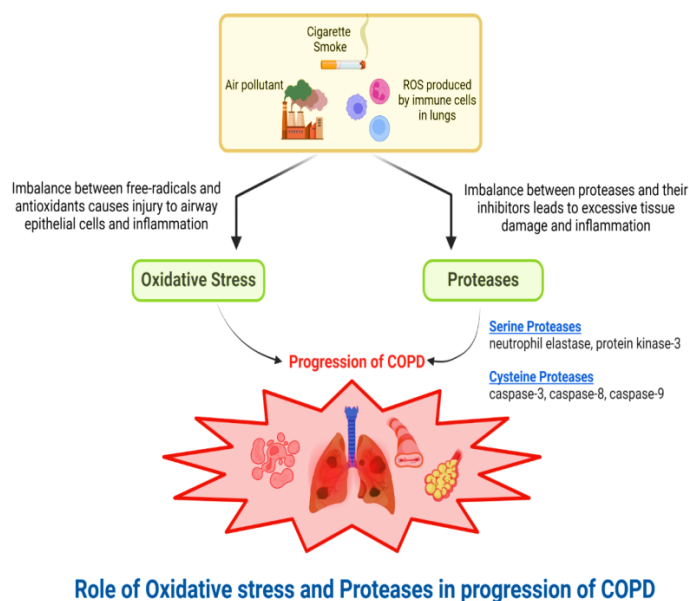 Cigarette
Smoke
Air pollutant
ROS produced
by immune cells
in lungs
Imbalance between free-radicals and
antioxidants causes injury to airway
epithelial cells and inflammation
Imbalance between proteases and their
inhibitors leads to excessive tissue
damage and inflammation
Oxidative Stress
Proteases
Serine Proteases
neutrophil elastase, protein kinase-3
Cysteine Proteases
caspase-3, caspase-8, caspase-9
Progression of COPD
Role of Oxidative stress and Proteases in progression of COPD